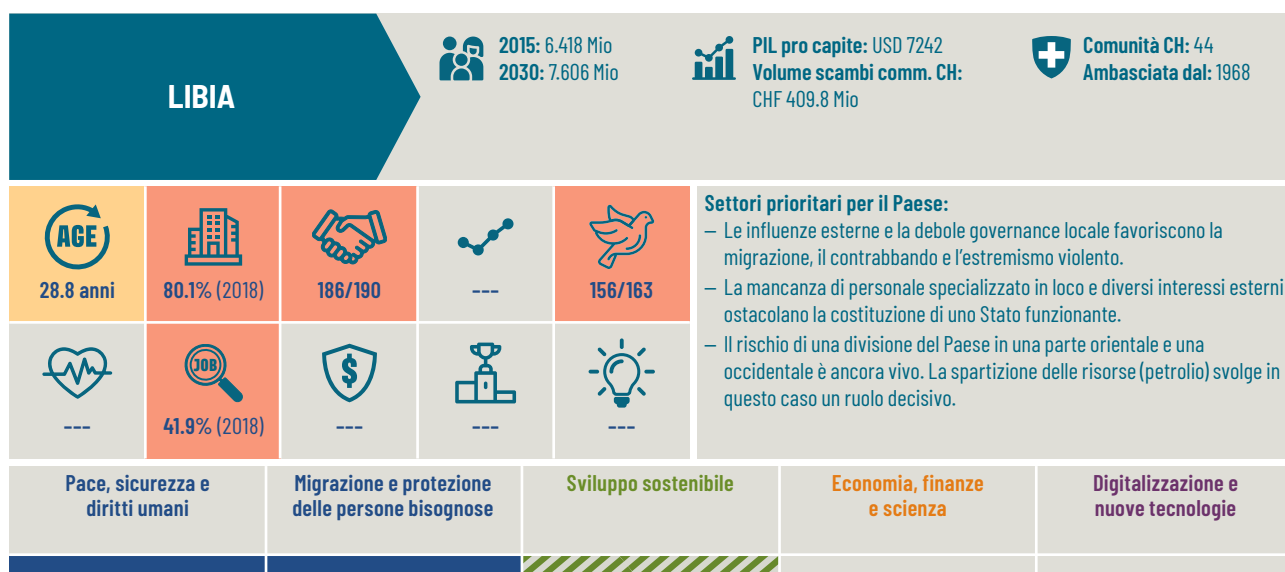 LIBIA
2015: 6.418 Mio
2030: 7.606 Mio
PIL pro capite: USD 7242
Volume scambi comm. CH:
CHF 409.8 Mio
Comunità CH: 44
Ambasciata dal: 1968
AGE
28.8 anni
80.1% (2018)
186/190
---
156/163
---
JOB
41.9% (2018)
$
---
---
---
Settori prioritari per il Paese:
– Le influenze esterne e la debole governance locale favoriscono la
migrazione, il contrabbando e l’estremismo violento.
– La mancanza di personale specializzato in loco e diversi interessi esterni
ostacolano la costituzione di uno Stato funzionante.
– Il rischio di una divisione del Paese in una parte orientale e una
occidentale è ancora vivo. La spartizione delle risorse (petrolio) svolge in
questo caso un ruolo decisivo.
Pace, sicurezza e
diritti umani
Migrazione e protezione
delle persone bisognose
Sviluppo sostenibile
Economia, finanze
e scienza
Digitalizzazione e
nuove tecnologie